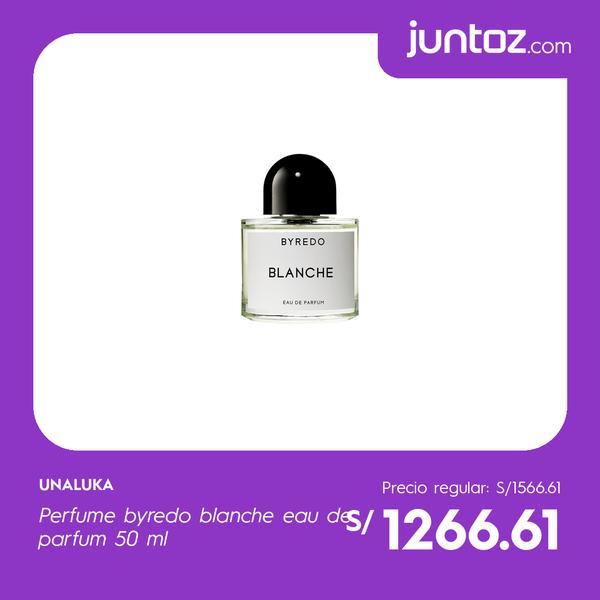 juntoz.com
BYREDO
BLANCHE
EAU DE PARFUM
UNALUKA
Perfume byredo blanche eau de
parfum 50 ml
Precio regular: S/1566.61
S/ 1266.61